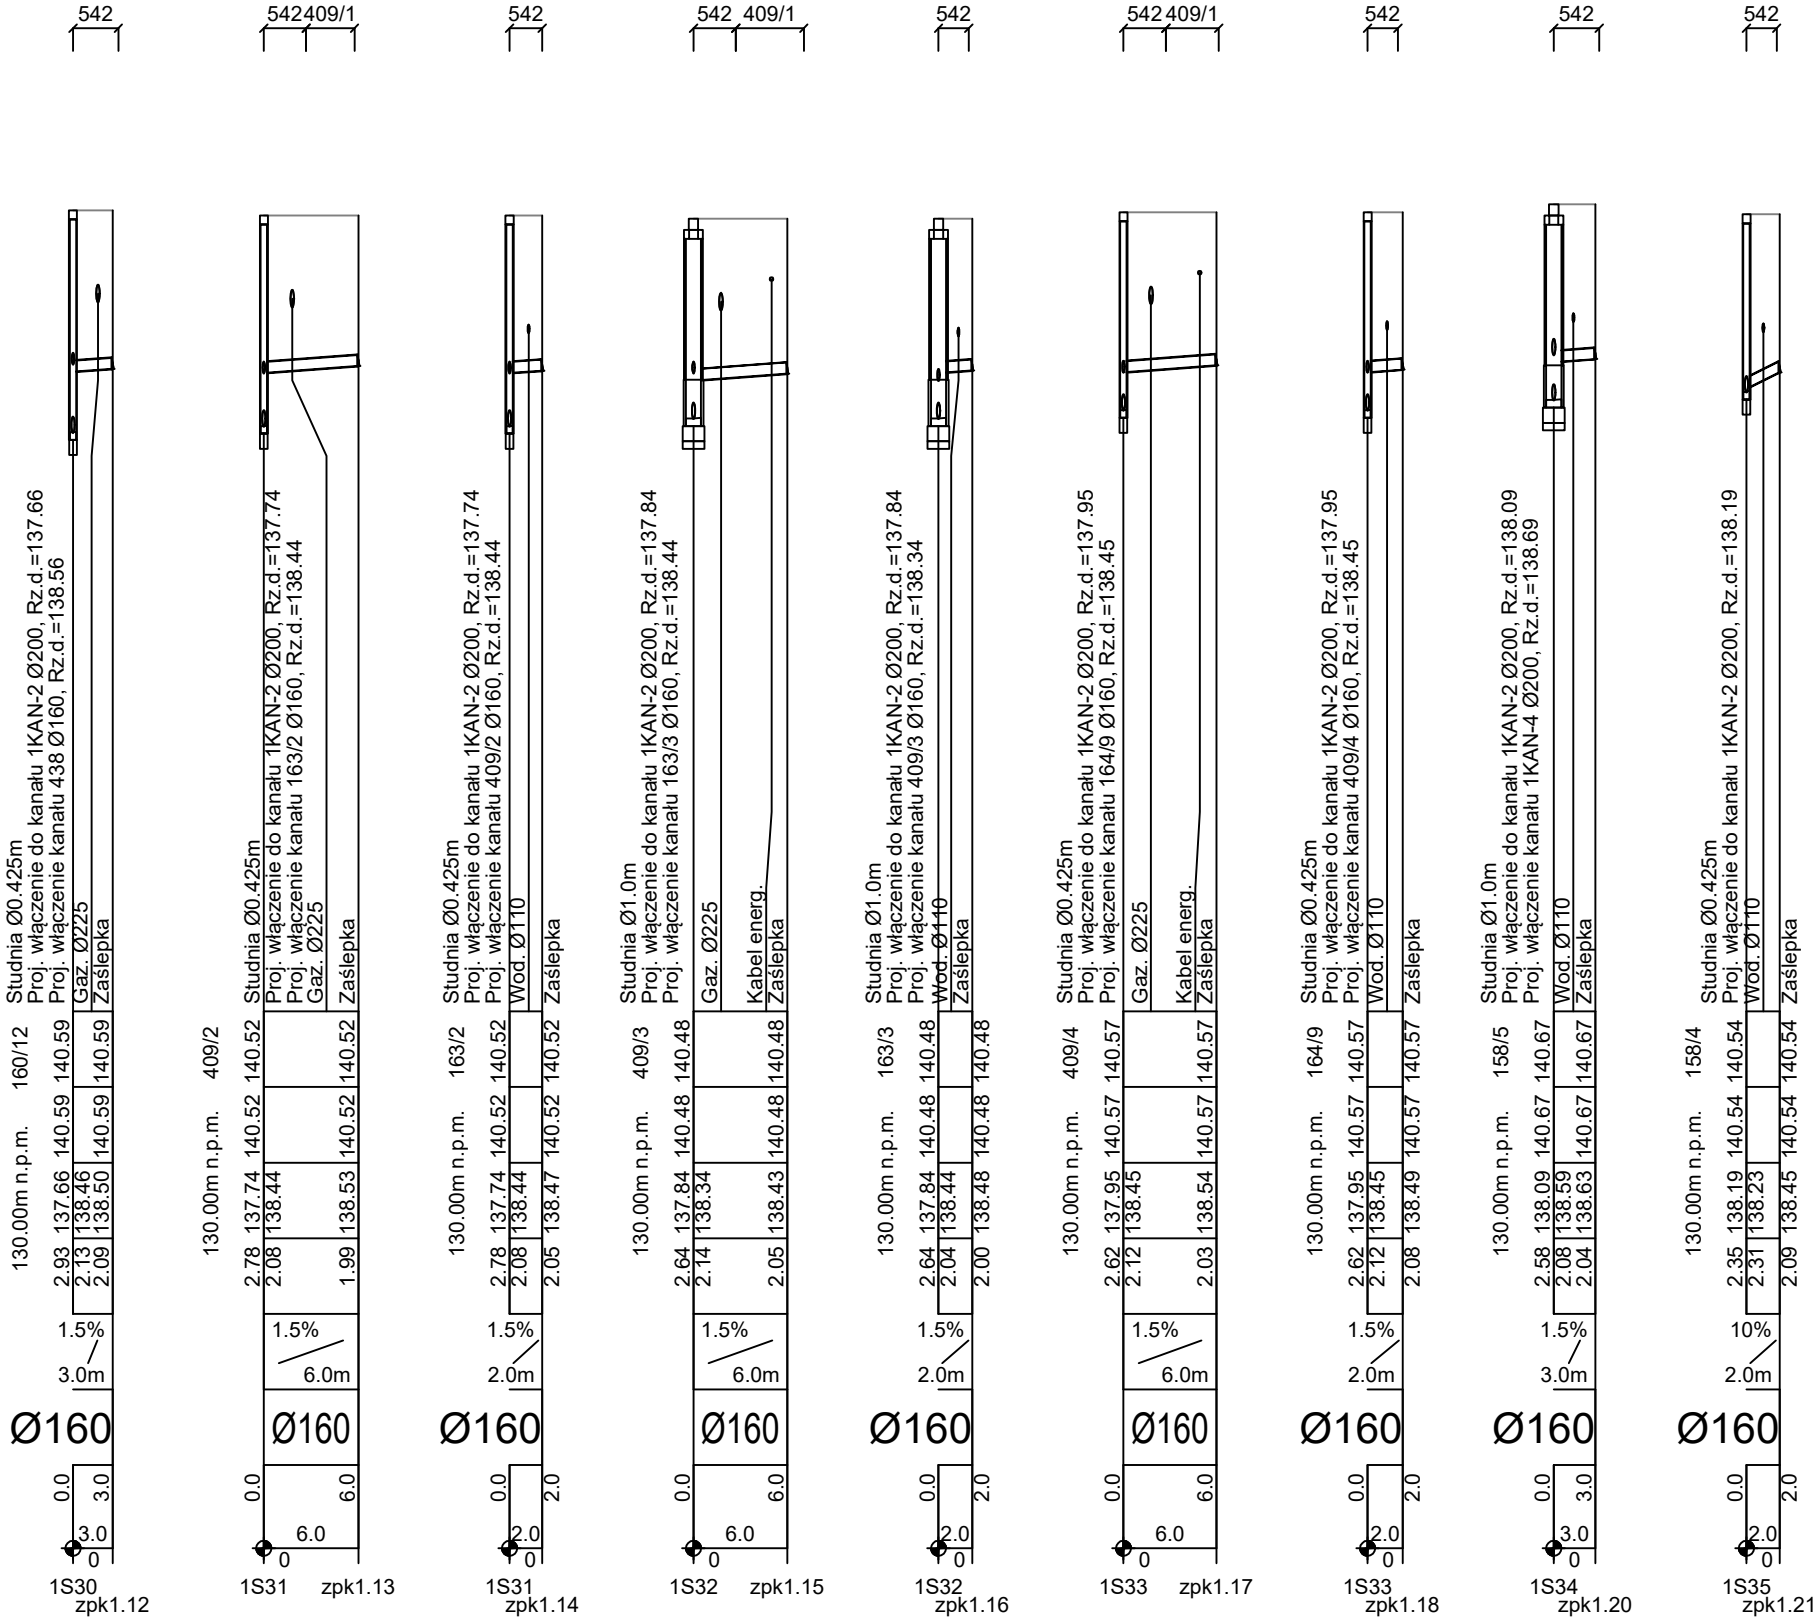 542
542 409/1
542
542 409/1
542
542 409/1
542
542
542
Studnia Ø0.425m
Proj. włączenie do kanału 1KAN-2 Ø200, Rz.d.=137.66
Proj. włączenie kanału 438 Ø160, Rz.d.=138.56
Gaz. Ø225
Zaślepka
160/12
130.00m n.p.m.
140.59 140.59
140.59 140.59
137.66 138.46 138.50
2.93 2.13 2.09
1.5%
3.0m
Ø160
0.0 3.0
3.0
0
1S30
zpk1.12
Studnia Ø0.425m
Proj. włączenie do kanału 1KAN-2 Ø200, Rz.d.=137.74
Proj. włączenie kanału 163/2 Ø160, Rz.d.=138.44
Gaz. Ø225
Zaślepka
409/2
130.00m n.p.m.
140.52 140.52
140.52 140.52
137.74 138.44 138.53
2.78 2.08 1.99
1.5%
6.0m
Ø160
0.0 6.0
6.0
0
1S31 zpk1.13
Studnia Ø0.425m
Proj. włączenie do kanału 1KAN-2 Ø200, Rz.d.=137.74
Proj. włączenie kanału 409/2 Ø160, Rz.d.=138.44
Wod. Ø110
Zaślepka
163/2
130.00m n.p.m.
140.52 140.52
140.52 140.52
137.74 138.44 138.47
2.78 2.08 2.05
1.5%
2.0m
Ø160
0.0 2.0
2.0
0
1S31
zpk1.14
Studnia Ø1.0m
Proj. włączenie do kanału 1KAN-2 Ø200, Rz.d.=137.84
Proj. włączenie kanału 163/3 Ø160, Rz.d.=138.44
Gaz. Ø225
Kabel energ.
Zaślepka
409/3
130.00m n.p.m.
140.48 140.48
140.48 140.48
137.84 138.34 138.43
2.64 2.14 2.05
1.5%
6.0m
Ø160
0.0 6.0
6.0
0
1S32 zpk1.15
Studnia Ø1.0m
Proj. włączenie do kanału 1KAN-2 Ø200, Rz.d.=137.84
Proj. włączenie kanału 409/3 Ø160, Rz.d.=138.34
Wod. Ø110
Zaślepka
163/3
130.00m n.p.m.
140.48 140.48
140.48 140.48
137.84 138.44 138.48
2.64 2.04 2.00
1.5%
2.0m
Ø160
0.0 2.0
2.0
0
1S32
zpk1.16
Studnia Ø0.425m
Proj. włączenie do kanału 1KAN-2 Ø200, Rz.d.=137.95
Proj. włączenie kanału 164/9 Ø160, Rz.d.=138.45
Gaz. Ø225
Kabel energ.
Zaślepka
409/4
130.00m n.p.m.
140.57 140.57
140.57 140.57
137.95 138.45 138.54
2.62 2.12 2.03
1.5%
6.0m
Ø160
0.0 6.0
6.0
0
1S33 zpk1.17
Studnia Ø0.425m
Proj. włączenie do kanału 1KAN-2 Ø200, Rz.d.=137.95
Proj. włączenie kanału 409/4 Ø160, Rz.d.=138.45
Wod. Ø110
Zaślepka
164/9
130.00m n.p.m.
140.57 140.57
140.57 140.57
137.95 138.45 138.49
2.62 2.12 2.08
1.5%
2.0m
Ø160
0.0 2.0
2.0
0
1S33
zpk1.18
Studnia Ø1.0m
Proj. włączenie do kanału 1KAN-2 Ø200, Rz.d.=138.09
Proj. włączenie kanału 1KAN-4 Ø200, Rz.d.=138.69
Wod. Ø110
Zaślepka
158/5
130.00m n.p.m.
140.67 140.67
140.67 140.67
138.09 138.59 138.63
2.58 2.08 2.04
1.5%
3.0m
Ø160
0.0 3.0
3.0
0
1S34
zpk1.20
Studnia Ø0.425m
Proj. włączenie do kanału 1KAN-2 Ø200, Rz.d.=138.19
Wod. Ø110
Zaślepka
158/4
130.00m n.p.m.
140.54 140.54
140.54 140.54
138.19 138.23 138.45
2.35 2.31 2.09
10%
2.0m
Ø160
0.0 2.0
2.0
0
1S35
zpk1.21